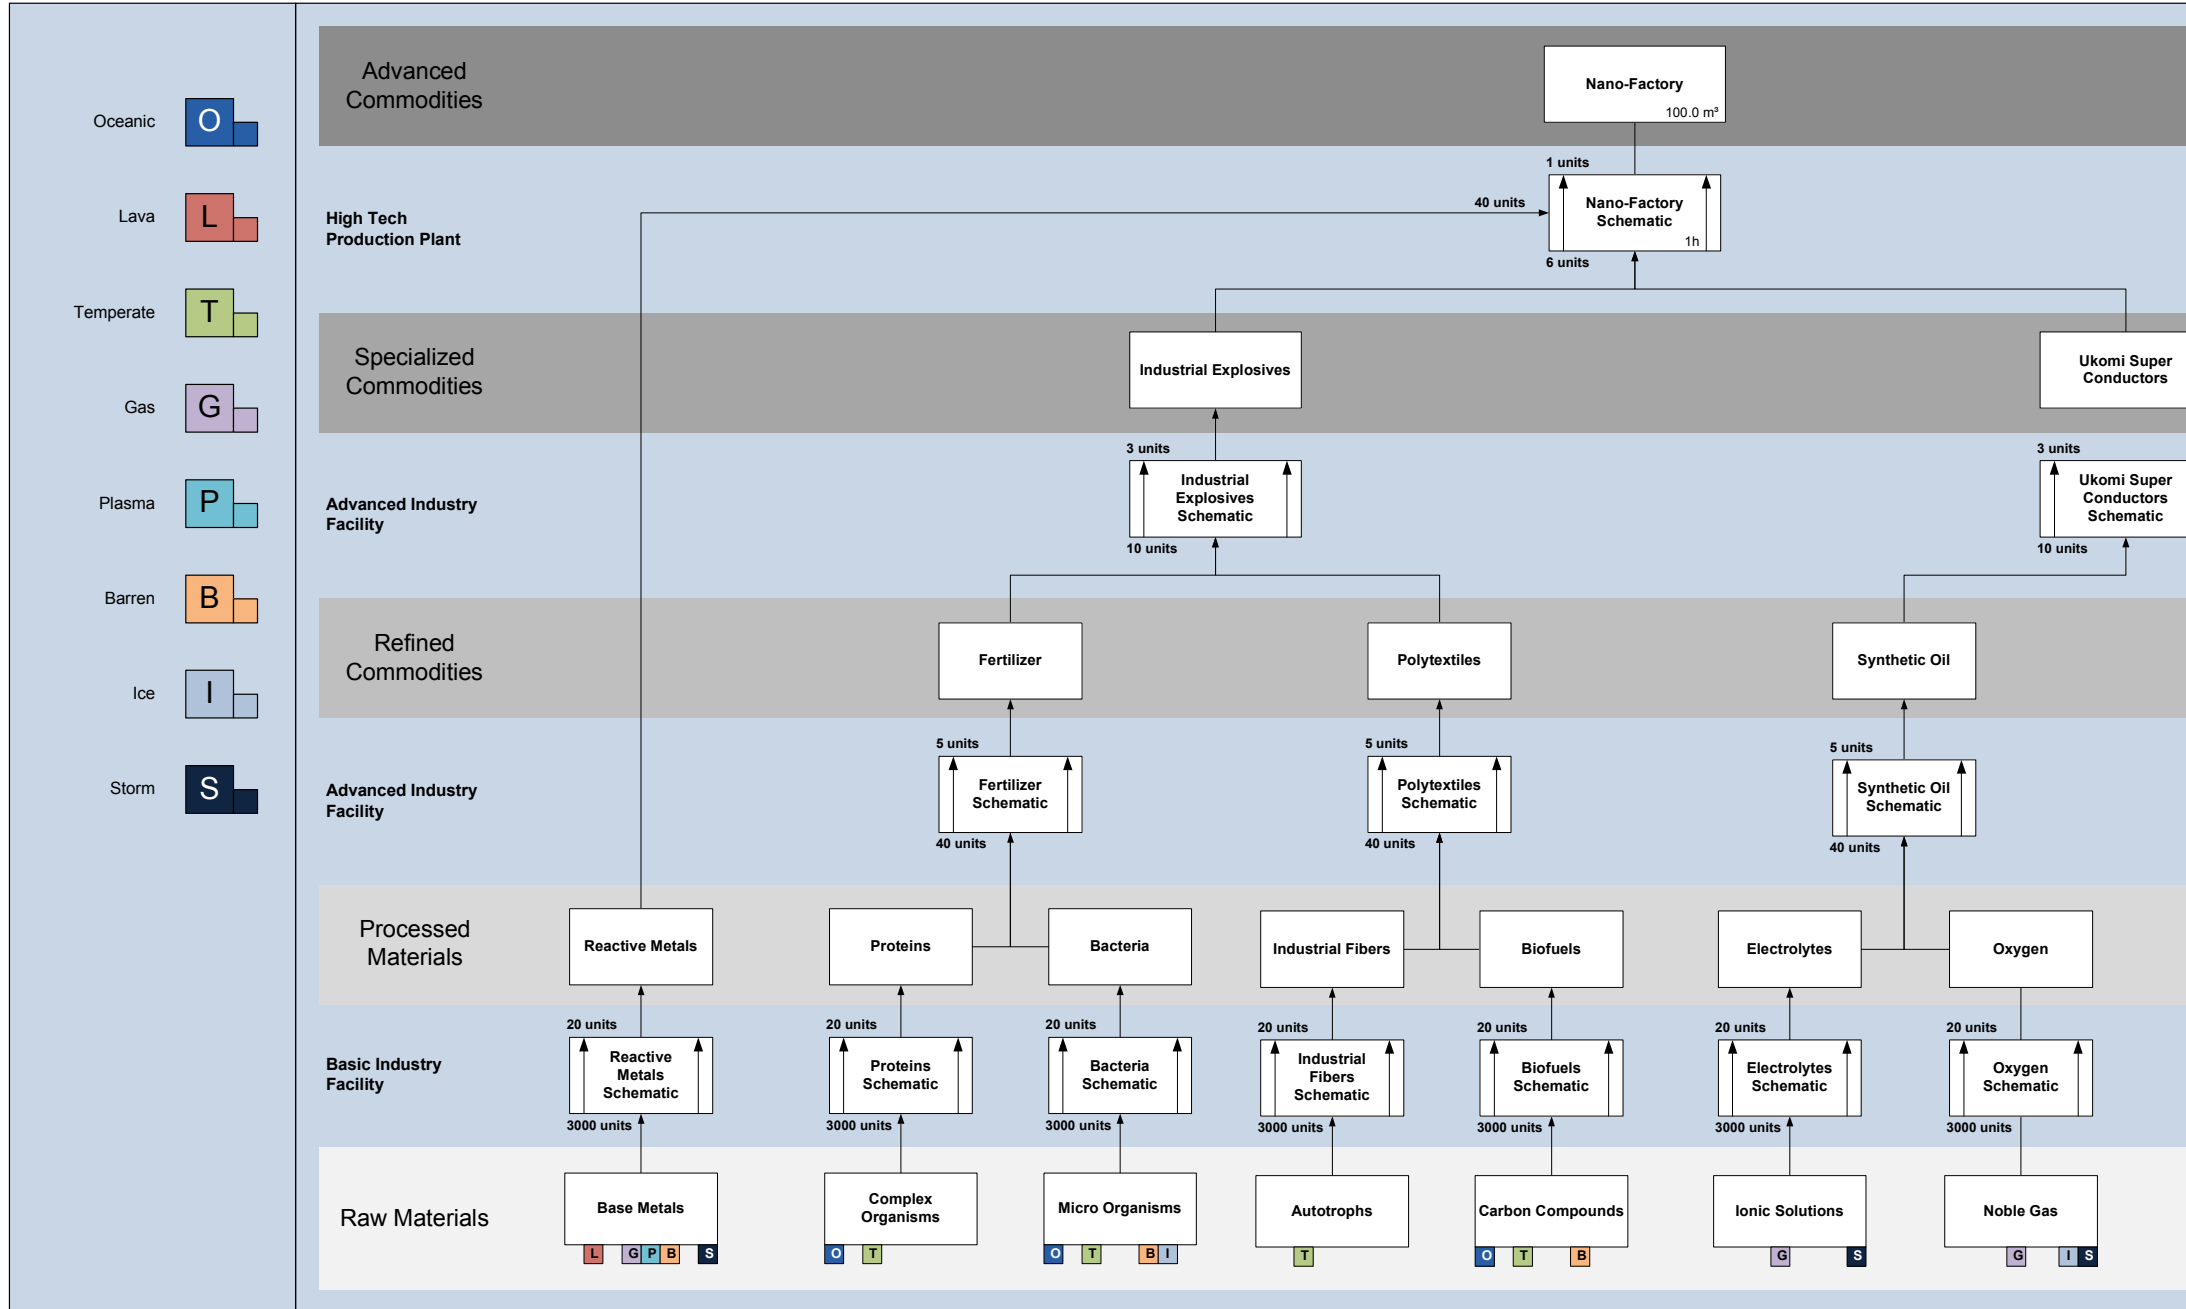 Oceanic
O
Lava
L
Temperate
T
Gas
G
Plasma
P
Barren
B
Ice
I
Storm
S
Advanced
Commodities
Nano-Factory
100.0 m³
High Tech
Production Plant
1 units
40 units
Nano-Factory
Schematic
1h
6 units
Specialized
Commodities
Industrial Explosives
Ukomi Super
Conductors
Advanced Industry
Facility
3 units
Industrial
Explosives
Schematic
10 units
3 units
Ukomi Super
Conductors
Schematic
10 units
Refined
Commodities
Fertilizer
Polytextiles
Synthetic Oil
Advanced Industry
Facility
5 units
Fertilizer
Schematic
40 units
5 units
Polytextiles
Schematic
40 units
5 units
Synthetic Oil
Schematic
40 units
Processed
Materials
Reactive Metals
Proteins
Bacteria
Industrial Fibers
Biofuels
Electrolytes
Oxygen
Basic Industry
Facility
20 units
Reactive
Metals
Schematic
3000 units
20 units
Proteins
Schematic
3000 units
20 units
Bacteria
Schematic
3000 units
20 units
Industrial
Fibers
Schematic
3000 units
20 units
Biofuels
Schematic
3000 units
20 units
Electrolytes
Schematic
3000 units
20 units
Oxygen
Schematic
3000 units
Raw Materials
Base Metals
L G P B S
Complex
Organisms
O T
Micro Organisms
O T B I
Autotrophs
T
Carbon Compounds
O T B
Ionic Solutions
G S
Noble Gas
G I S